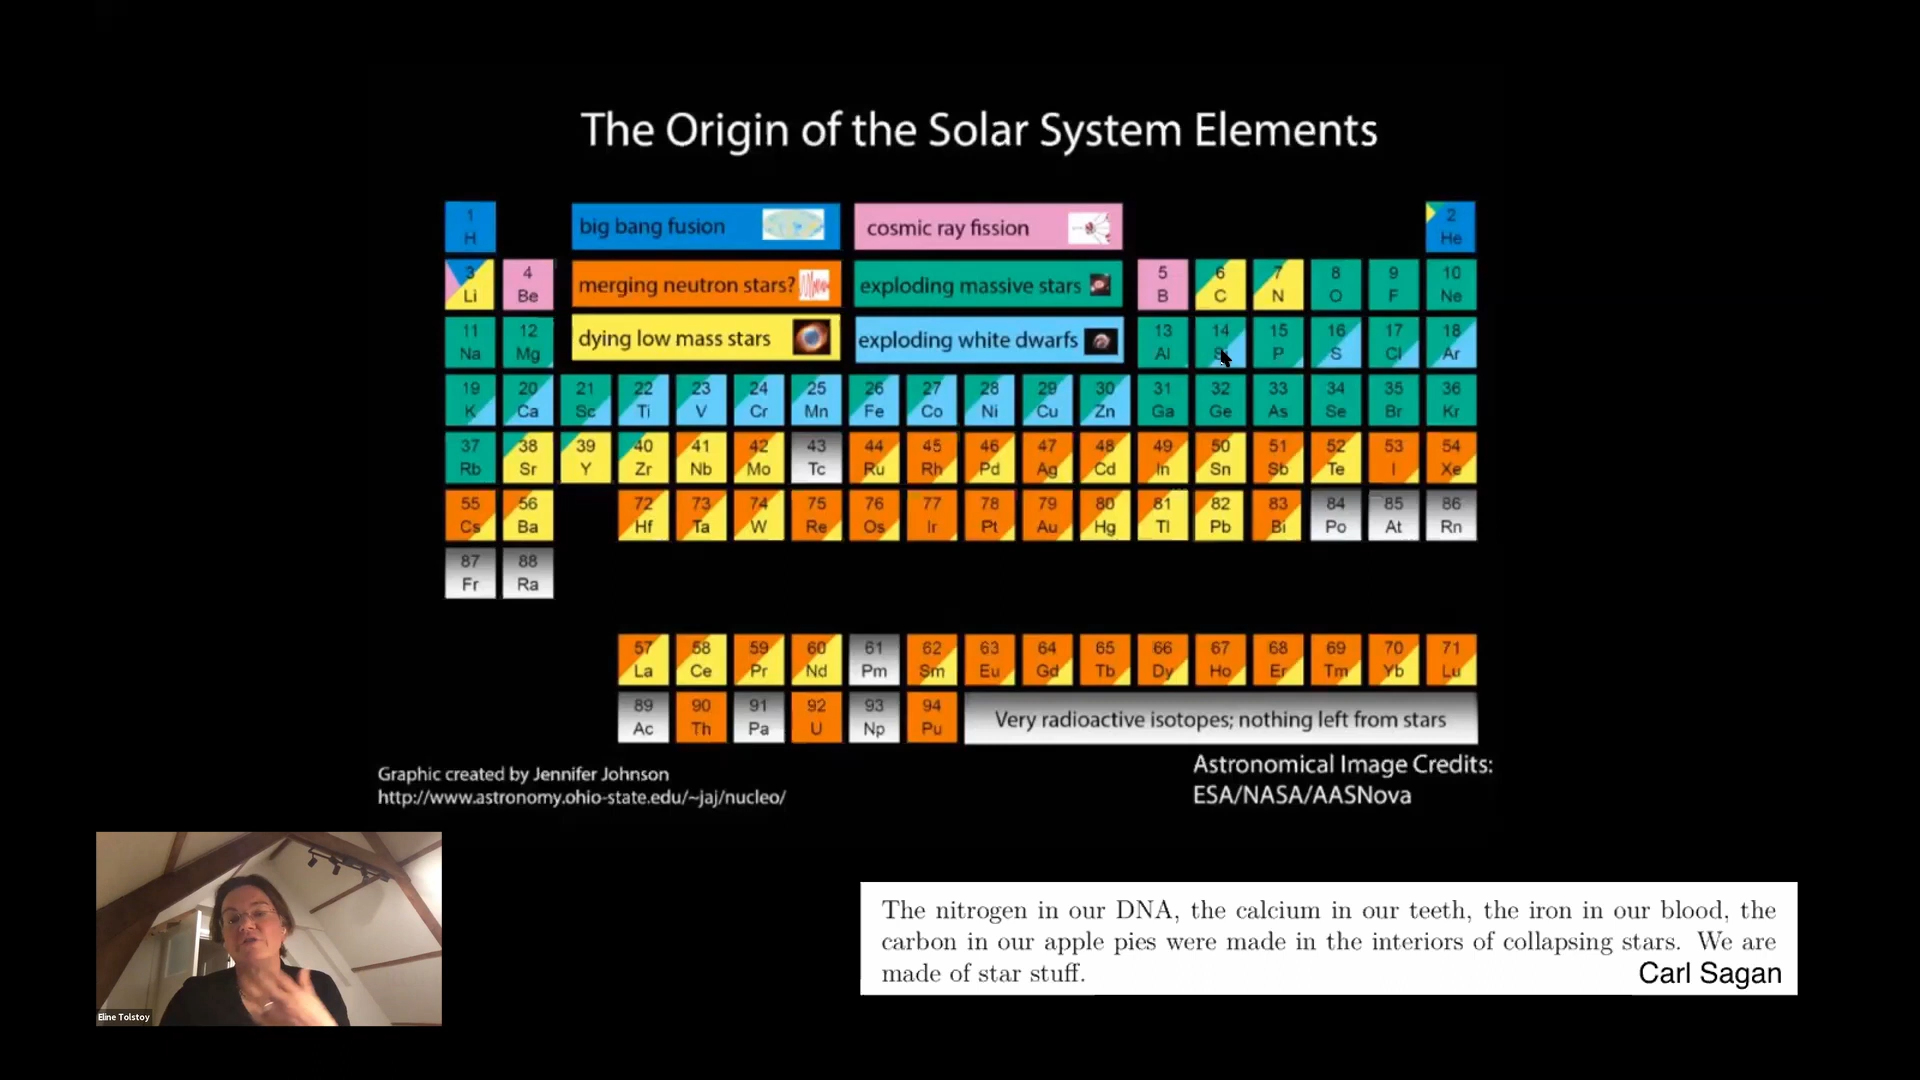 The Origin of the Solar System Elements
1 H
big bang fusion
cosmic ray fission
2 He
3 Li
4 Be
merging neutron stars?
exploding massive stars
5 B
6 C
7 N
8 O
9 F
10 Ne
11 Na
12 Mg
dying low mass stars
exploding white dwarfs
13 Al
14 Si
15 P
16 S
17 Cl
18 Ar
19 K
20 Ca
21 Sc
22 Ti
23 V
24 Cr
25 Mn
26 Fe
27 Co
28 Ni
29 Cu
30 Zn
31 Ga
32 Ge
33 As
34 Se
35 Br
36 Kr
37 Rb
38 Sr
39 Y
40 Zr
41 Nb
42 Mo
43 Tc
44 Ru
45 Rh
46 Pd
47 Ag
48 Cd
49 In
50 Sn
51 Sb
52 Te
53 I
54 Xe
55 Cs
56 Ba
72 Hf
73 Ta
74 W
75 Re
76 Os
77 Ir
78 Pt
79 Au
80 Hg
81 Tl
82 Pb
83 Bi
84 Po
85 At
86 Rn
87 Fr
88 Ra
57 La
58 Ce
59 Pr
60 Nd
61 Pm
62 Sm
63 Eu
64 Gd
65 Tb
66 Dy
67 Ho
68 Er
69 Tm
70 Yb
71 Lu
89 Ac
90 Th
91 Pa
92 U
93 Np
94 Pu
Very radioactive isotopes; nothing left from stars
Graphic created by Jennifer Johnson
http://www.astronomy.ohio-state.edu/~jaj/nucleo/
Astronomical Image Credits:
ESA/NASA/AASNova
Eline Tolstoy
The nitrogen in our DNA, the calcium in our teeth, the iron in our blood, the
carbon in our apple pies were made in the interiors of collapsing stars. We are
made of star stuff.
Carl Sagan